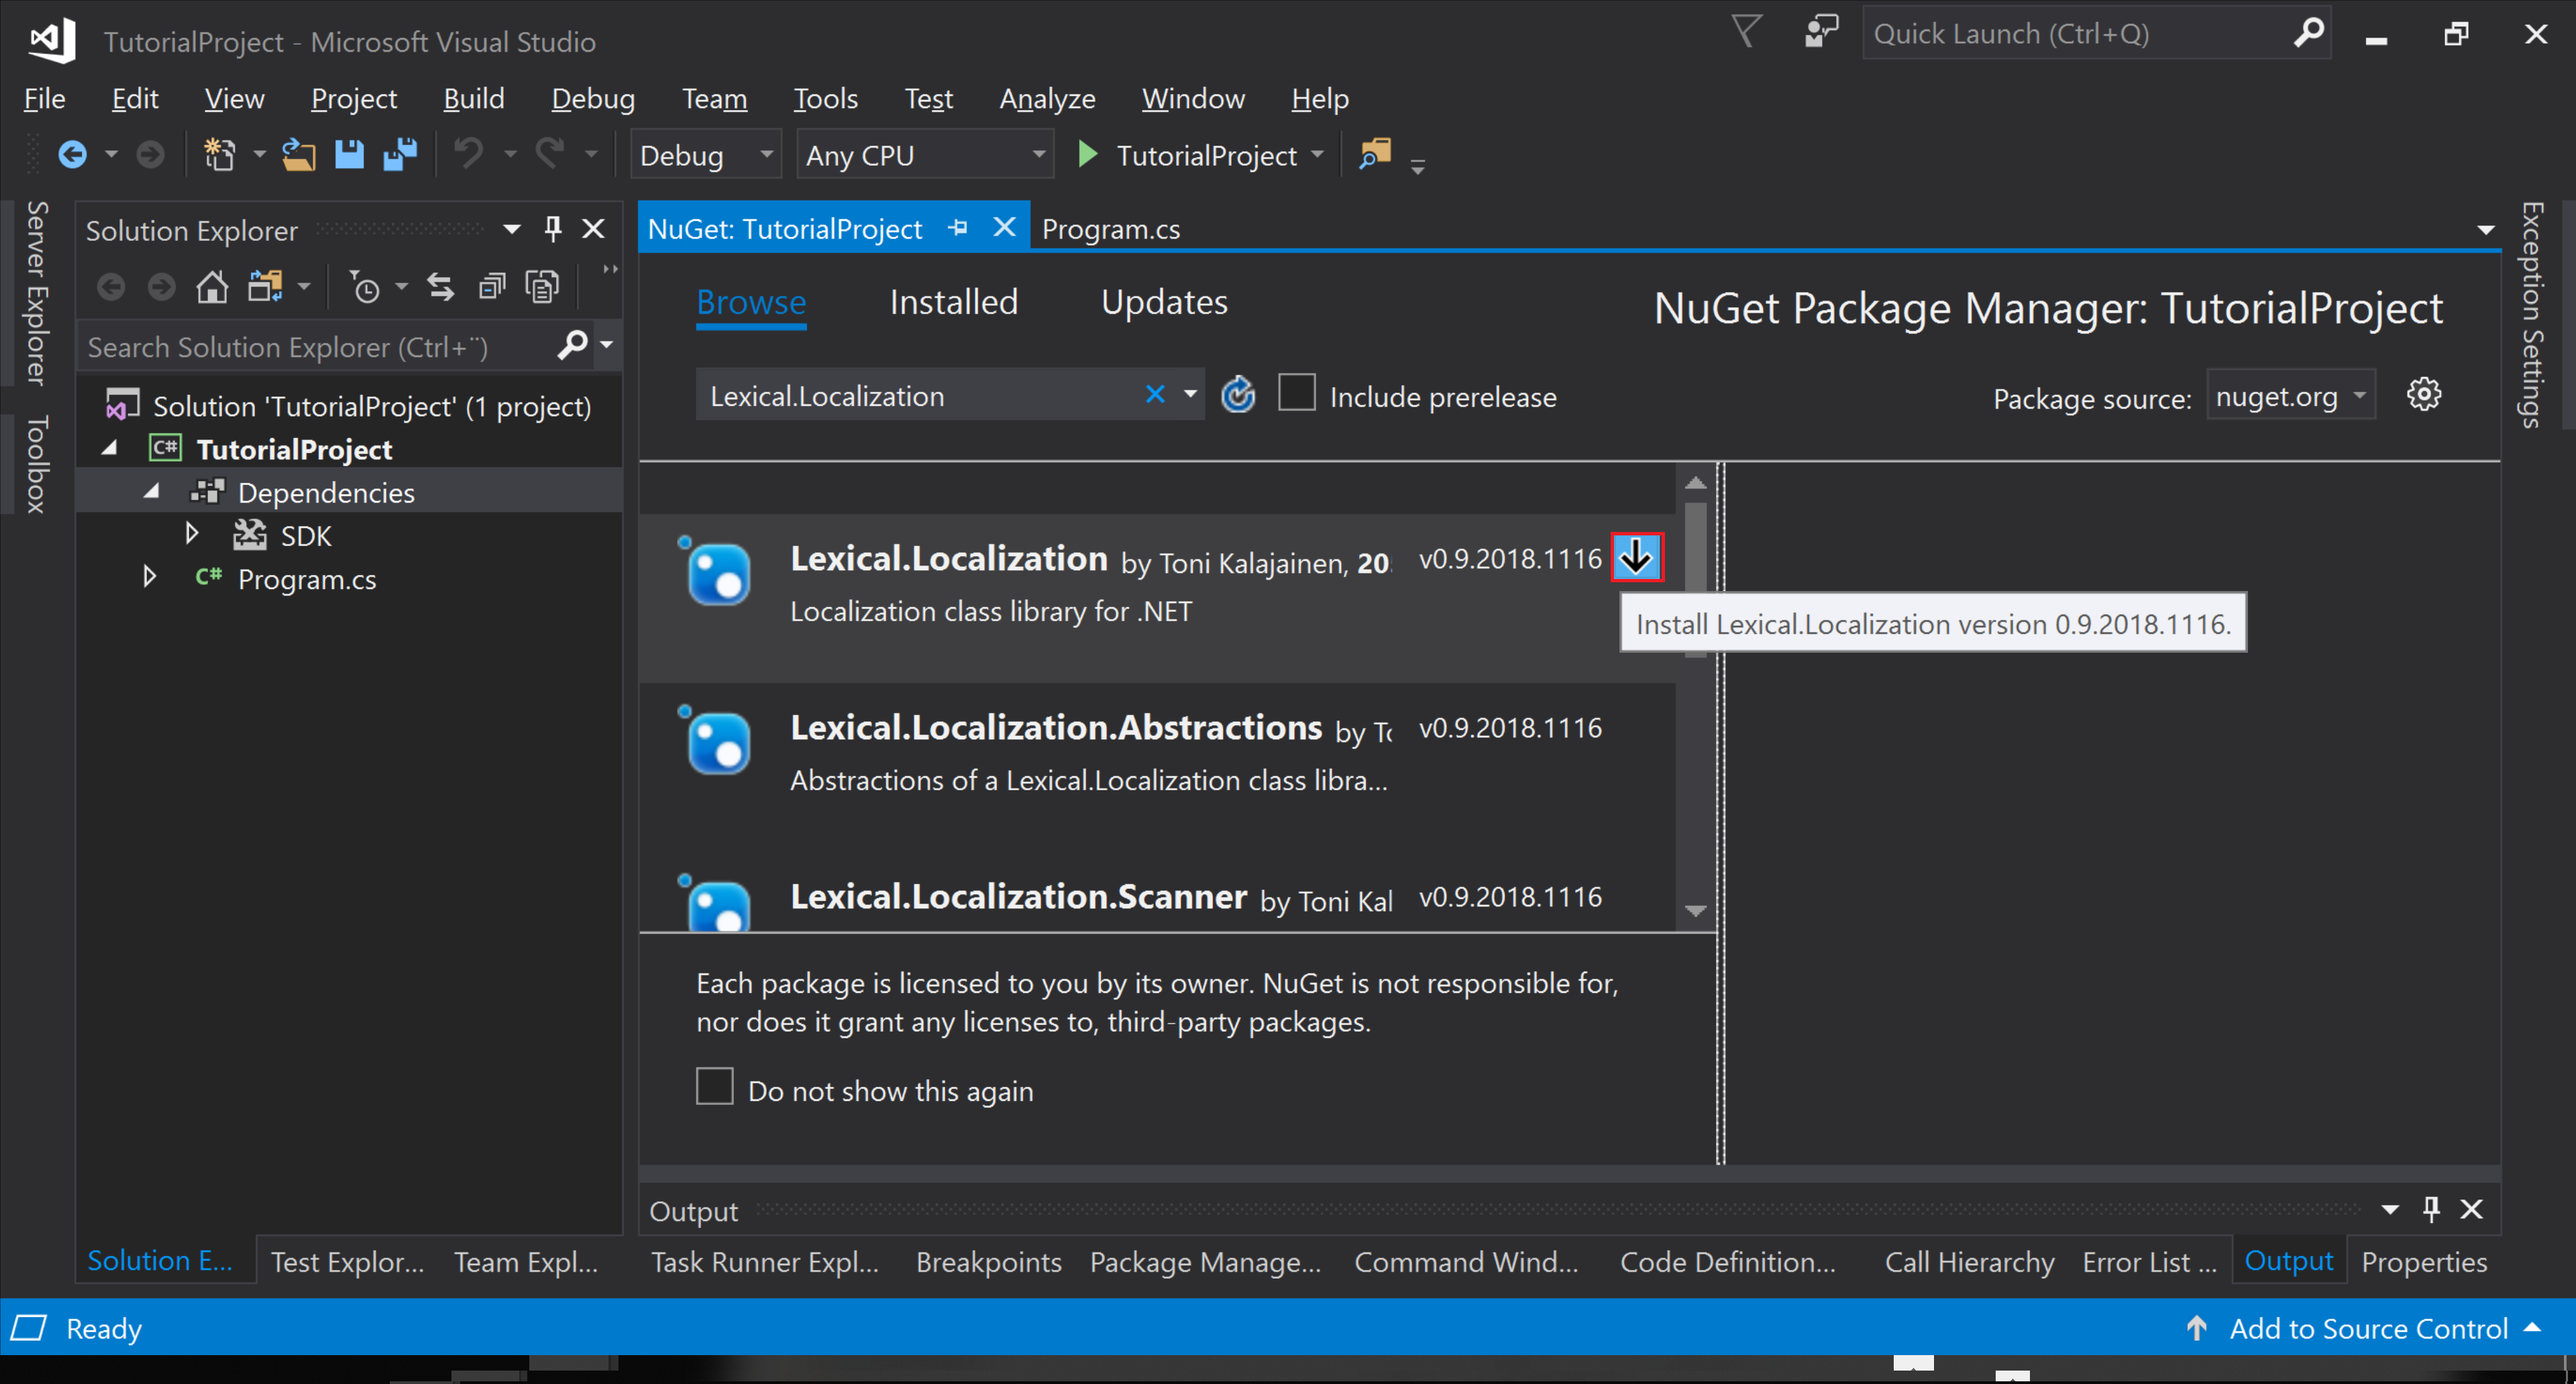 TutorialProject - Microsoft Visual Studio
Quick Launch (Ctrl+Q)
File Edit View Project Build Debug Team Tools Test Analyze Window Help
Debug Any CPU TutorialProject
Server Explorer
Toolbox
Solution Explorer
Search Solution Explorer (Ctrl+¨)
Solution 'TutorialProject' (1 project)
C# TutorialProject
Dependencies
SDK
C# Program.cs
NuGet: TutorialProject Program.cs
Browse Installed Updates
NuGet Package Manager: TutorialProject
Lexical.Localization
Include prerelease
Package source: nuget.org
Lexical.Localization by Toni Kalajainen, 20 v0.9.2018.1116
Localization class library for .NET
Install Lexical.Localization version 0.9.2018.1116.
Lexical.Localization.Abstractions by v0.9.2018.1116
Abstractions of a Lexical.Localization class libra...
Lexical.Localization.Scanner by Toni Kal v0.9.2018.1116
Each package is licensed to you by its owner. NuGet is not responsible for,
nor does it grant any licenses to, third-party packages.
Do not show this again
Exception Settings
Output
Solution E... Test Explor... Team Expl...
Task Runner Expl... Breakpoints Package Manage... Command Wind... Code Definition... Call Hierarchy Error List ... Output Properties
Ready
Add to Source Control